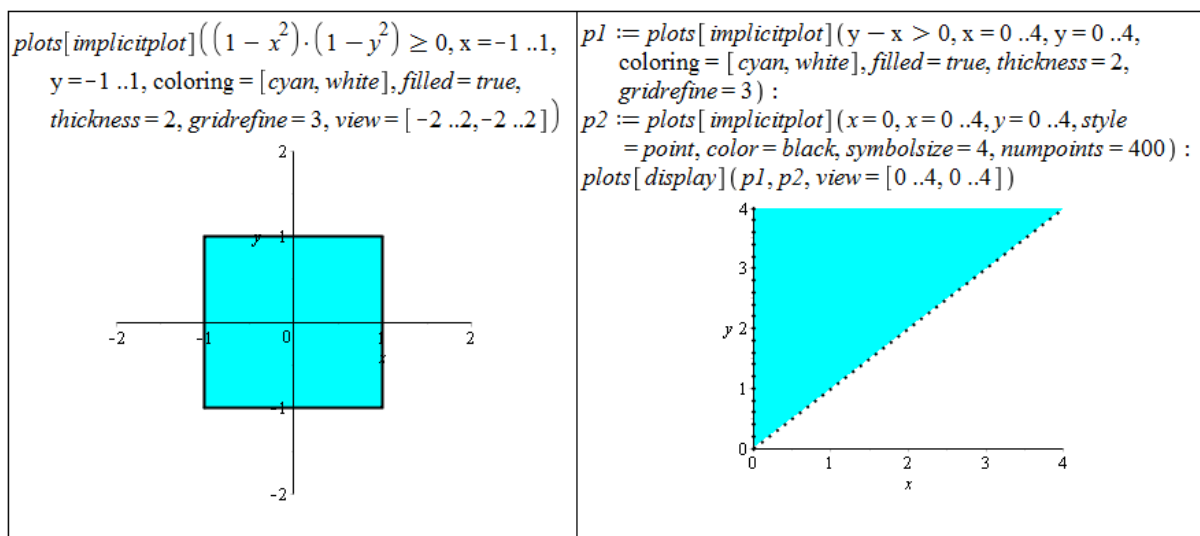 plots[implicitplot]((1 − x²)·(1 − y²) ≥ 0, x = −1 ..1,
y = −1 ..1, coloring = [cyan, white], filled = true,
thickness = 2, gridrefine = 3, view = [ −2 ..2, −2 ..2])
2
y 1
-2 -1 0 1 2
x
-1
-2
p1 := plots[implicitplot](y − x > 0, x = 0 ..4, y = 0 ..4,
coloring = [cyan, white], filled = true, thickness = 2,
gridrefine = 3) :
p2 := plots[implicitplot](x = 0, x = 0 ..4, y = 0 ..4, style
= point, color = black, symbolsize = 4, numpoints = 400) :
plots[display](p1, p2, view = [0 ..4, 0 ..4])
4
3
y 2
1
0
0 1 2 3 4
x